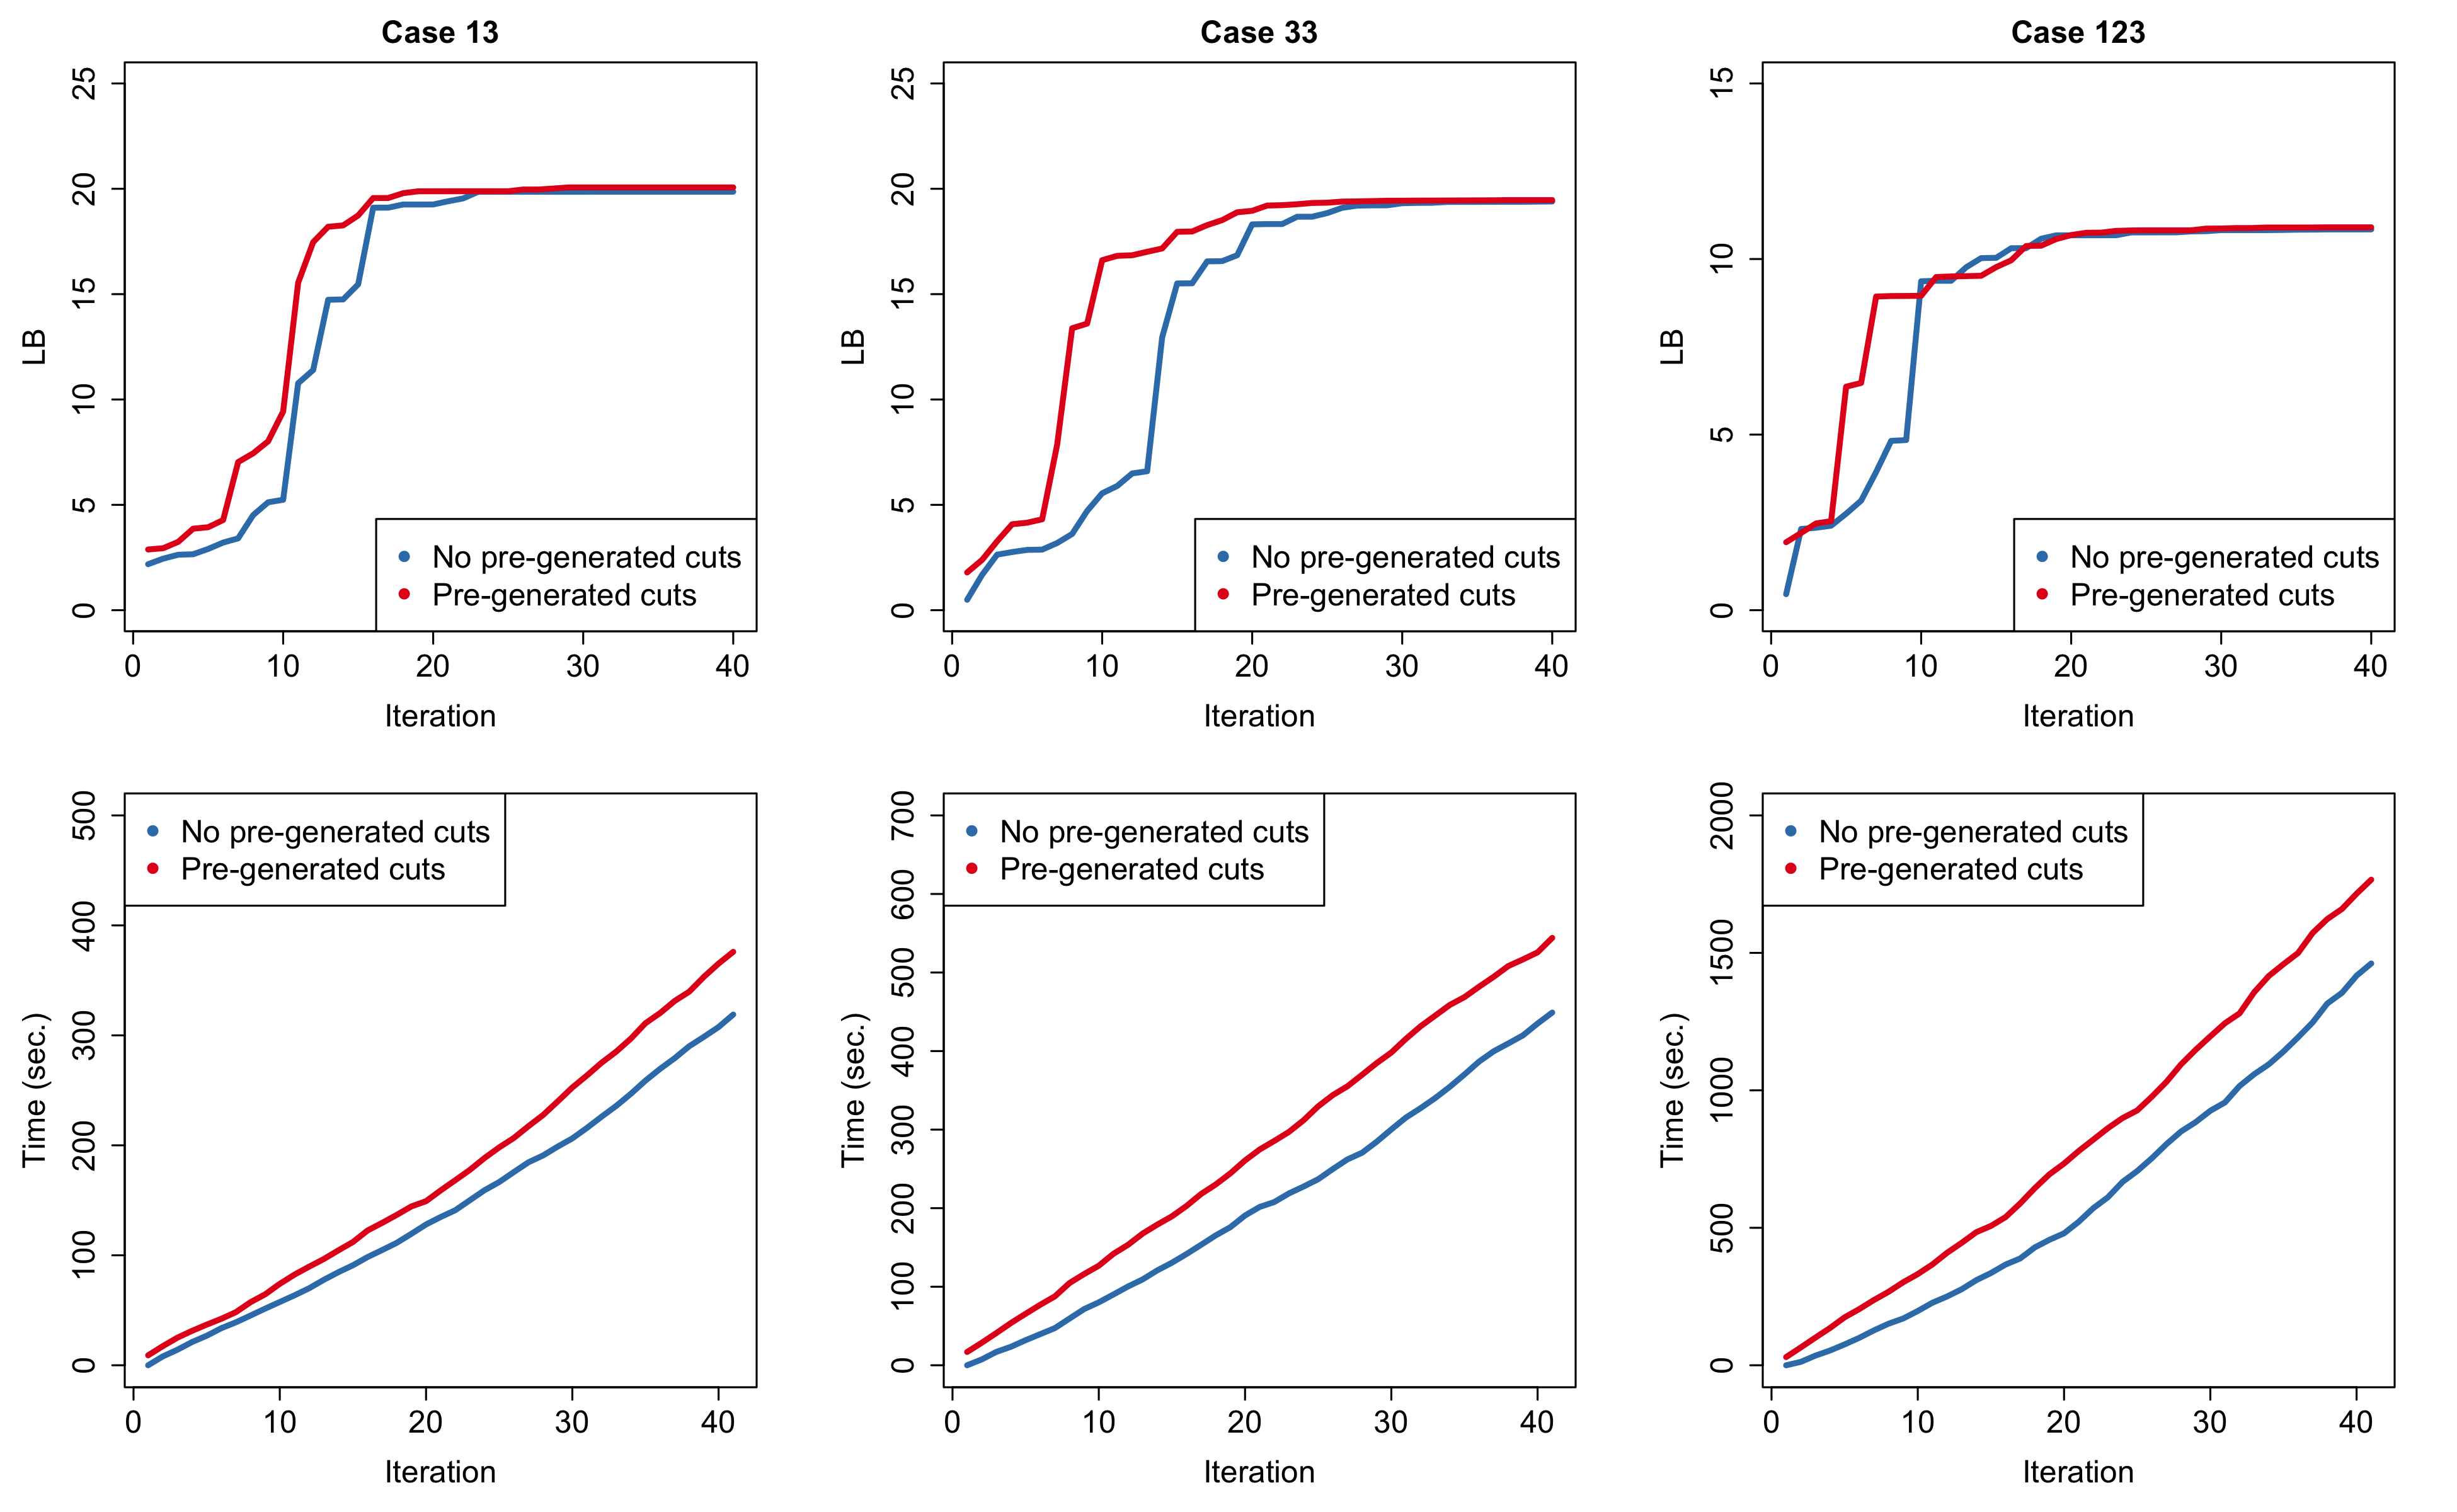 Case 13
LB
25
20
15
10
5
0
No pre-generated cuts
Pre-generated cuts
0 10 20 30 40
Iteration
Case 33
LB
25
20
15
10
5
0
No pre-generated cuts
Pre-generated cuts
0 10 20 30 40
Iteration
Case 123
LB
15
10
5
0
No pre-generated cuts
Pre-generated cuts
0 10 20 30 40
Iteration
Time (sec.)
500
400
300
200
100
0
No pre-generated cuts
Pre-generated cuts
0 10 20 30 40
Iteration
Time (sec.)
700
600
500
400
300
200
100
0
No pre-generated cuts
Pre-generated cuts
0 10 20 30 40
Iteration
Time (sec.)
2000
1500
1000
500
0
No pre-generated cuts
Pre-generated cuts
0 10 20 30 40
Iteration